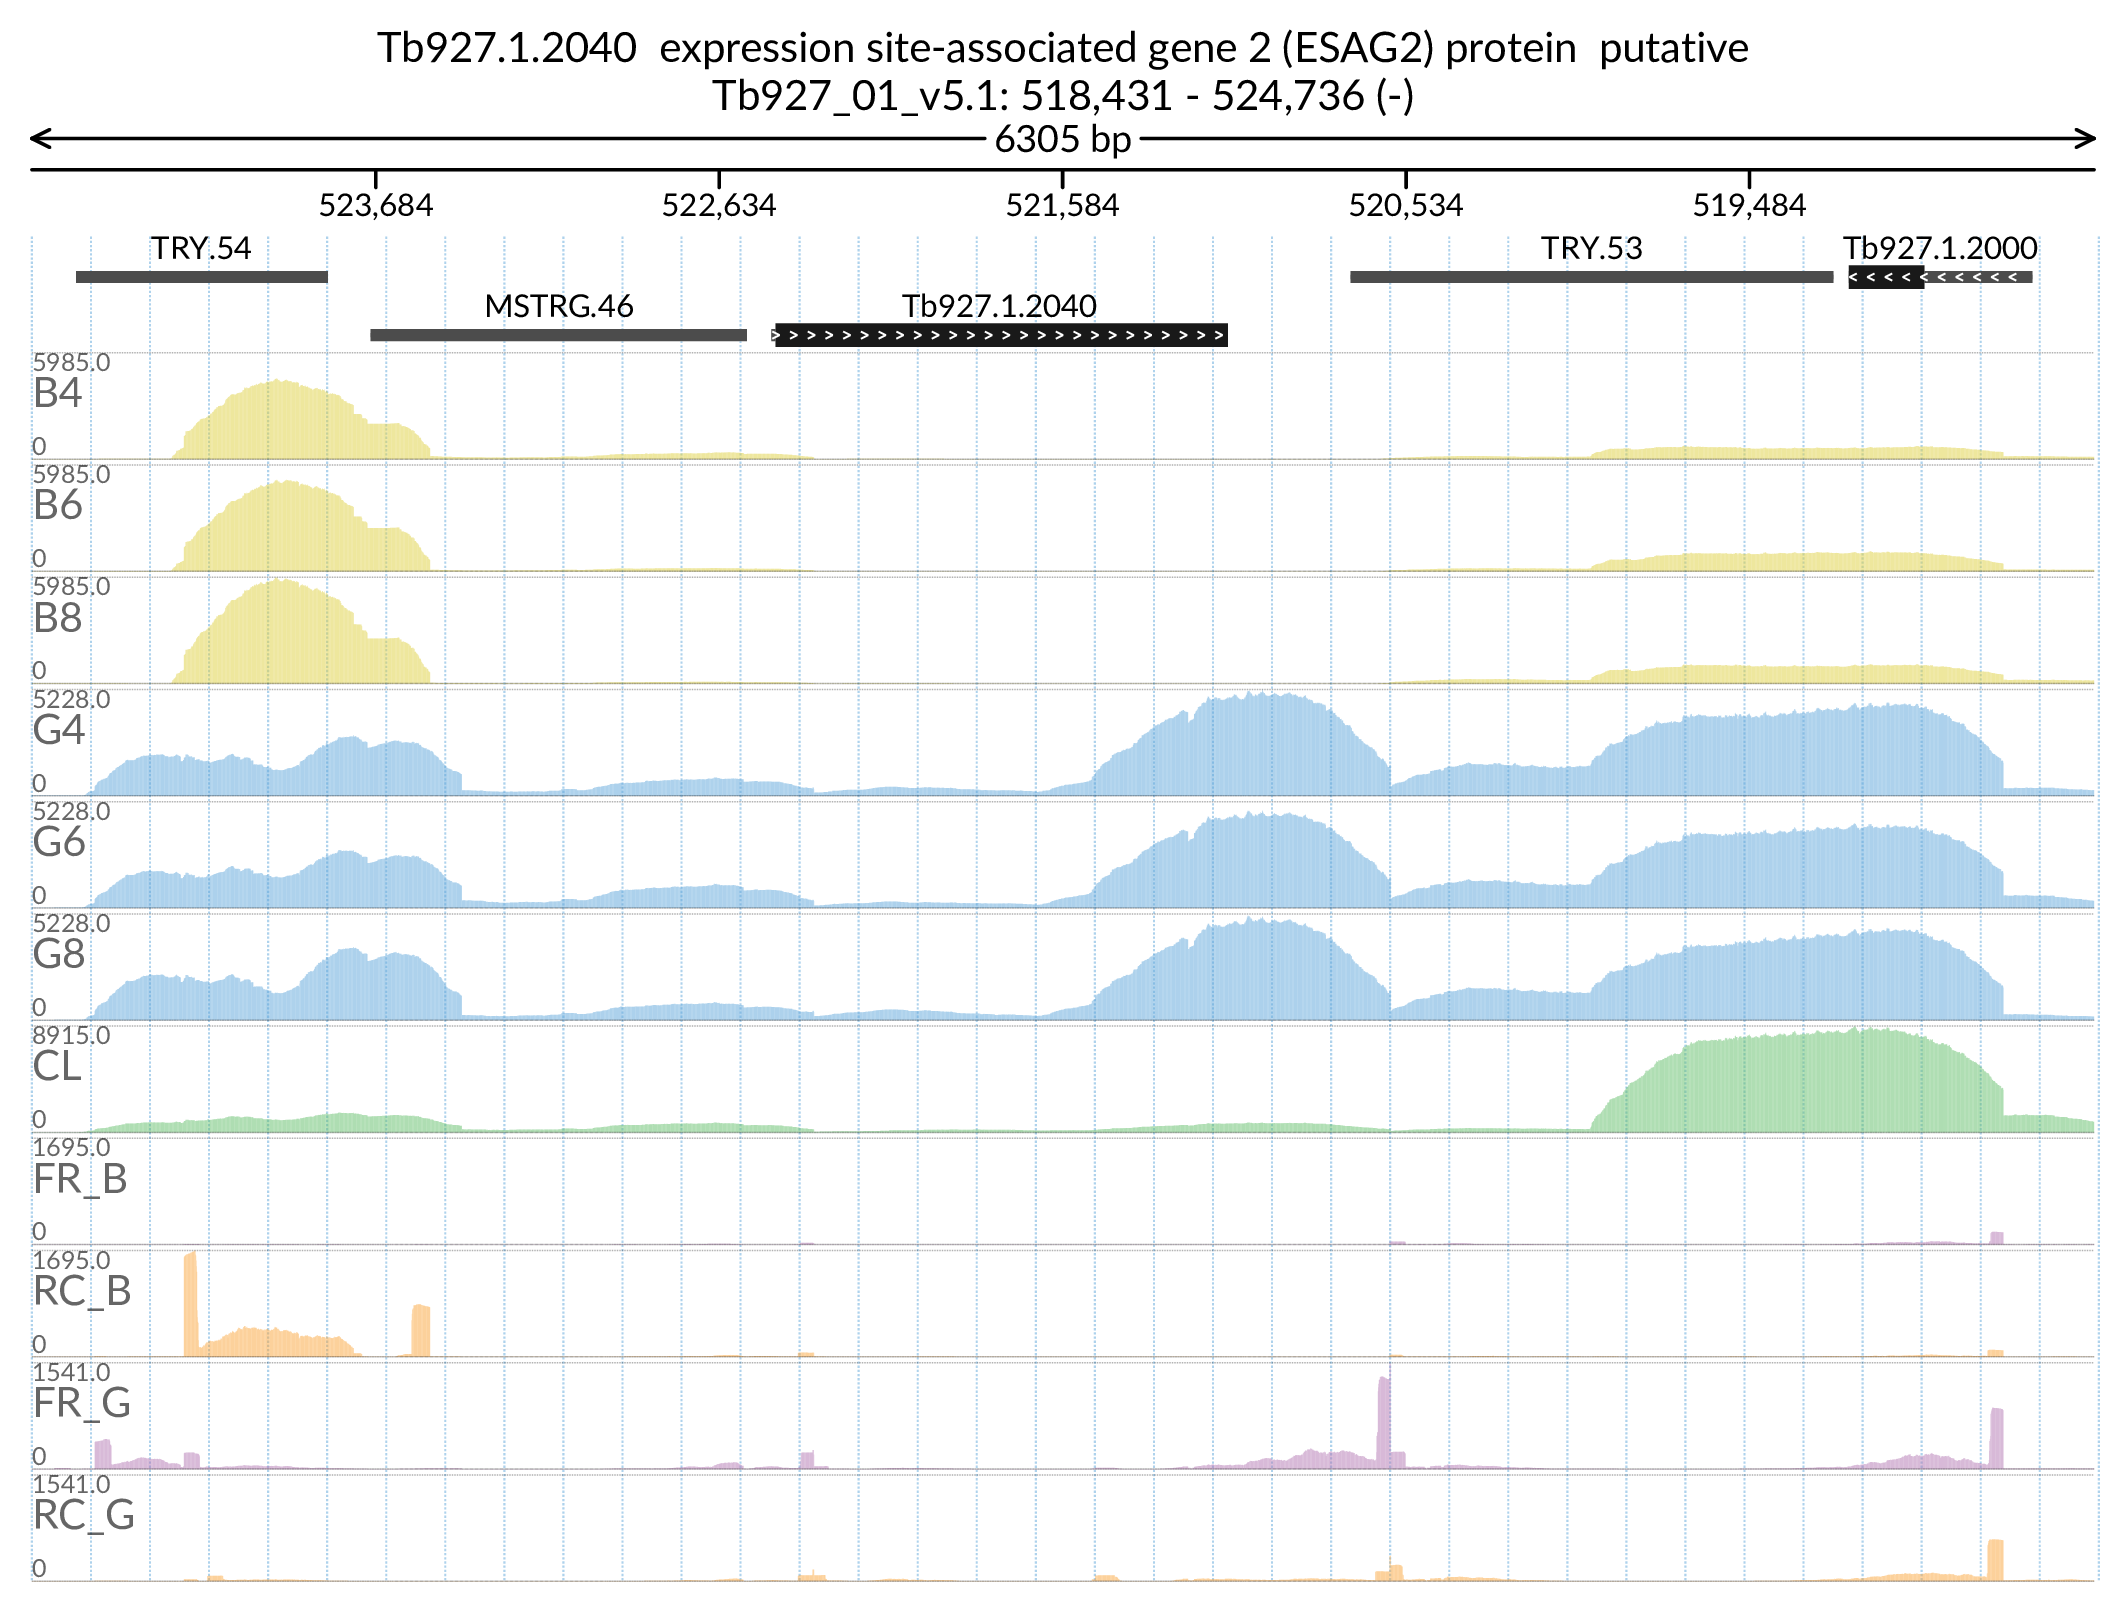 Tb927.1.2040  expression site-associated gene 2 (ESAG2) protein  putative
Tb927_01_v5.1: 518,431 - 524,736 (-)
6305 bp
523,684 522,634 521,584 520,534 519,484
TRY.54 TRY.53 Tb927.1.2000
MSTRG.46 Tb927.1.2040
5985.0
B4
0
5985.0
B6
0
5985.0
B8
0
5228.0
G4
0
5228.0
G6
0
5228.0
G8
0
8915.0
CL
0
1695.0
FR_B
0
1695.0
RC_B
0
1541.0
FR_G
0
1541.0
RC_G
0